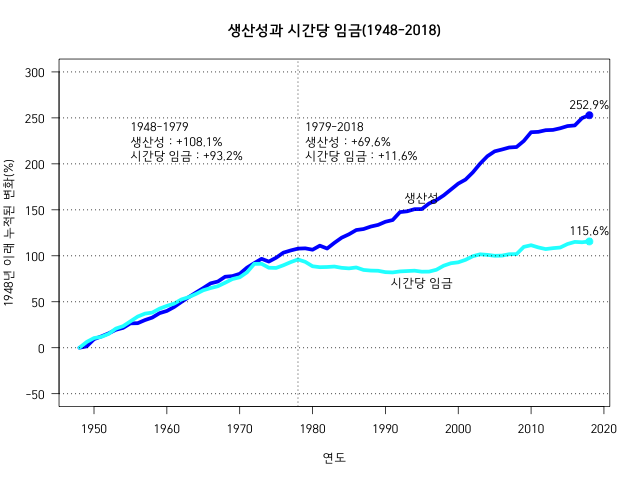 생산성과 시간당 임금(1948-2018)
1948년 이래 누적된 변화(%)
300
250
200
150
100
50
0
-50
1948-1979
생산성 : +108.1%
시간당 임금 : +93.2%
1979-2018
생산성 : +69.6%
시간당 임금 : +11.6%
252.9%
생산성
115.6%
시간당 임금
1950
1960
1970
1980
1990
2000
2010
2020
연도